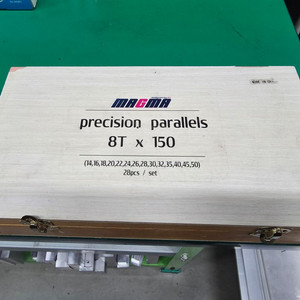 MAGMA
precision parallels
8T x 150
(14,16,18,20,22,24,26,28,30,32,35,40,45,50)
28pcs / set